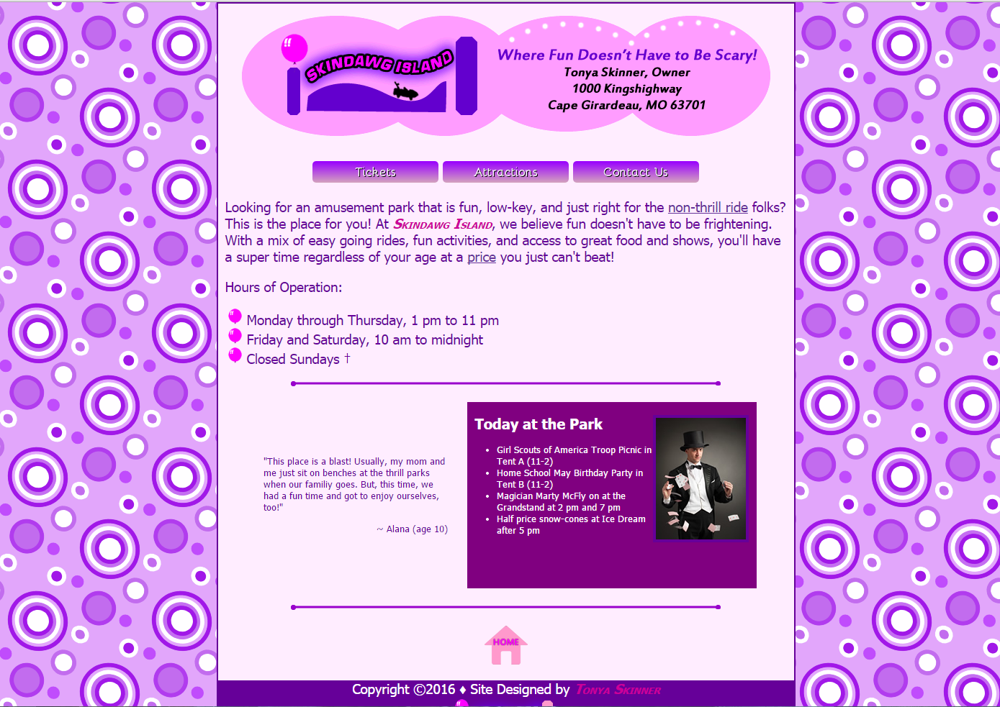 SKINDAWG ISLAND
Where Fun Doesn't Have to Be Scary!
Tonya Skinner, Owner
1000 Kingshighway
Cape Girardeau, MO 63701
Tickets
Attractions
Contact Us
Looking for an amusement park that is fun, low-key, and just right for the non-thrill ride folks?
This is the place for you! At Skindawg Island, we believe fun doesn't have to be frightening.
With a mix of easy going rides, fun activities, and access to great food and shows, you'll have
a super time regardless of your age at a price you just can't beat!
Hours of Operation:
Monday through Thursday, 1 pm to 11 pm
Friday and Saturday, 10 am to midnight
Closed Sundays †
"This place is a blast! Usually, my mom and
me just sit on benches at the thrill parks
when our familiy goes. But, this time, we
had a fun time and got to enjoy ourselves,
too!"
~ Alana (age 10)
Today at the Park
• Girl Scouts of America Troop Picnic in
Tent A (11-2)
• Home School May Birthday Party in
Tent B (11-2)
• Magician Marty McFly on at the
Grandstand at 2 pm and 7 pm
• Half price snow-cones at Ice Dream
after 5 pm
HOME
Copyright ©2016 ♦ Site Designed by Tonya Skinner